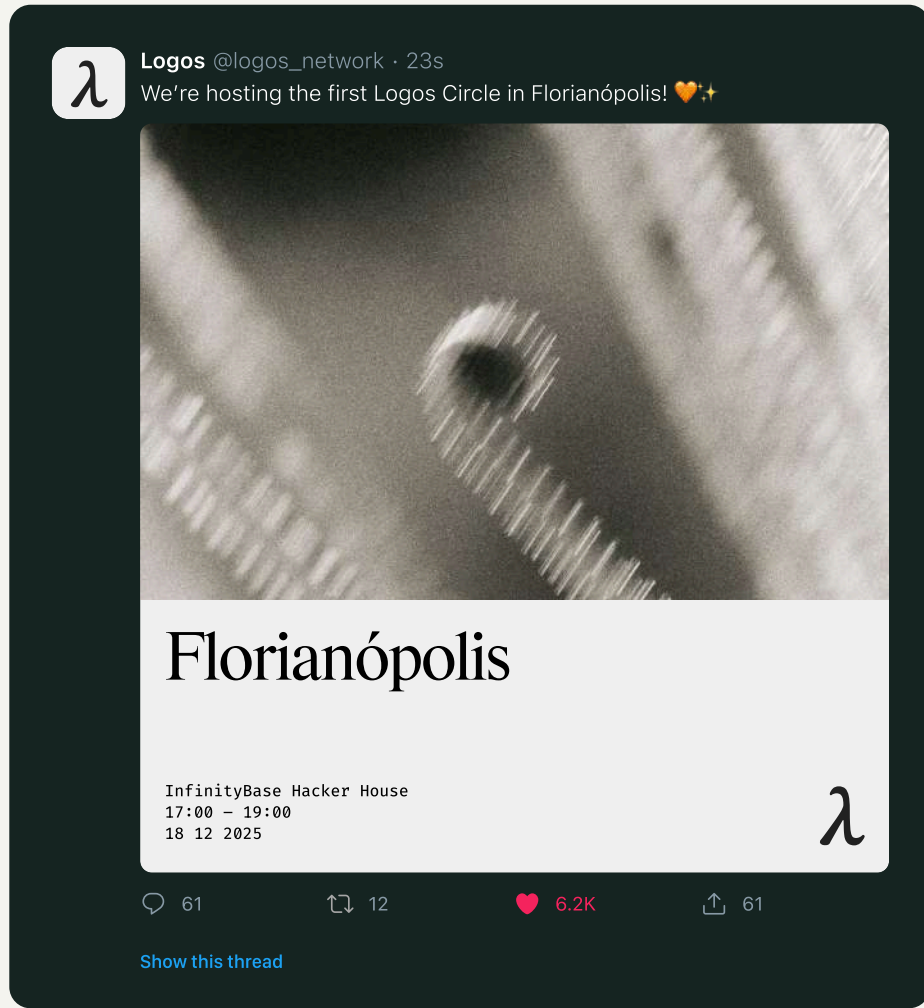 λ
Logos @logos_network · 23s
We’re hosting the first Logos Circle in Florianópolis! 🧡✨
Florianópolis
InfinityBase Hacker House
17:00 – 19:00
18 12 2025
λ
61 12 6.2K 61
Show this thread